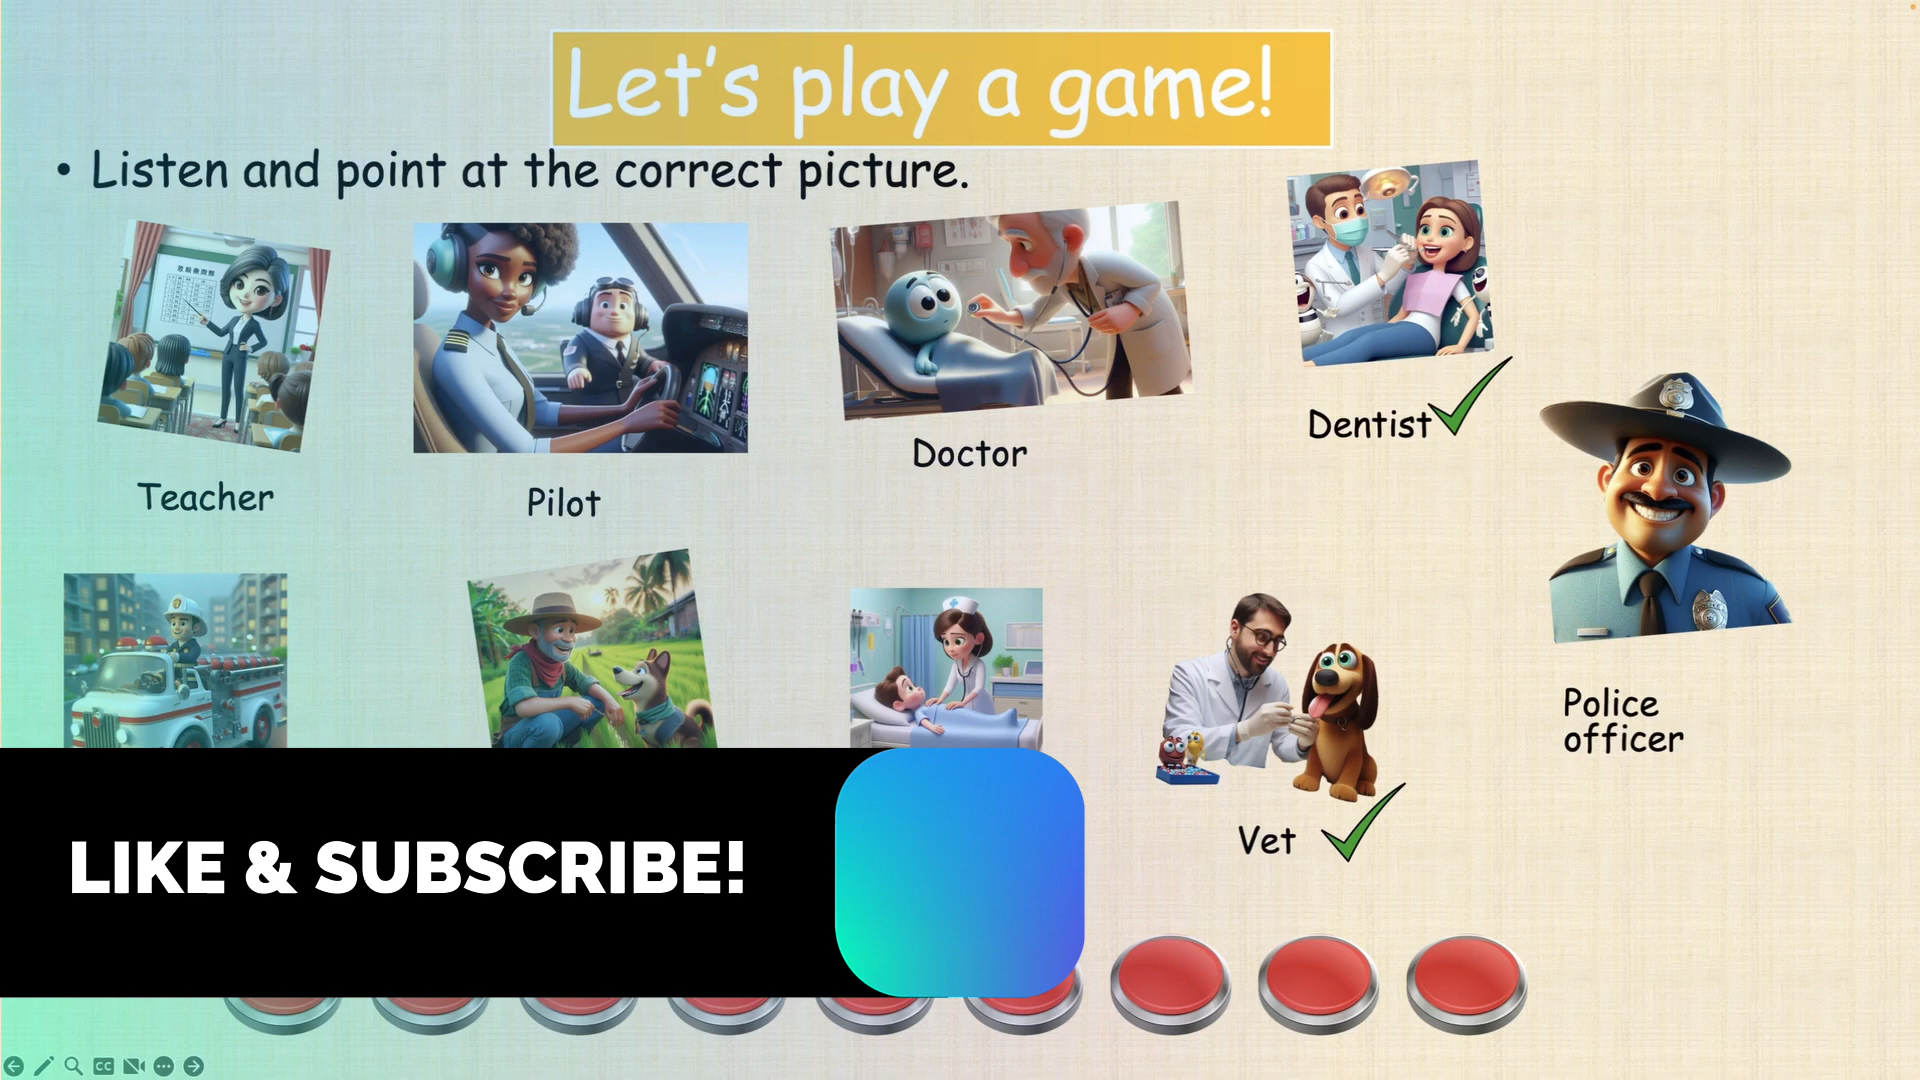 Let's play a game!
• Listen and point at the correct picture.
Teacher
Pilot
Doctor
Dentist
Police
officer
Vet
LIKE & SUBSCRIBE!
CC